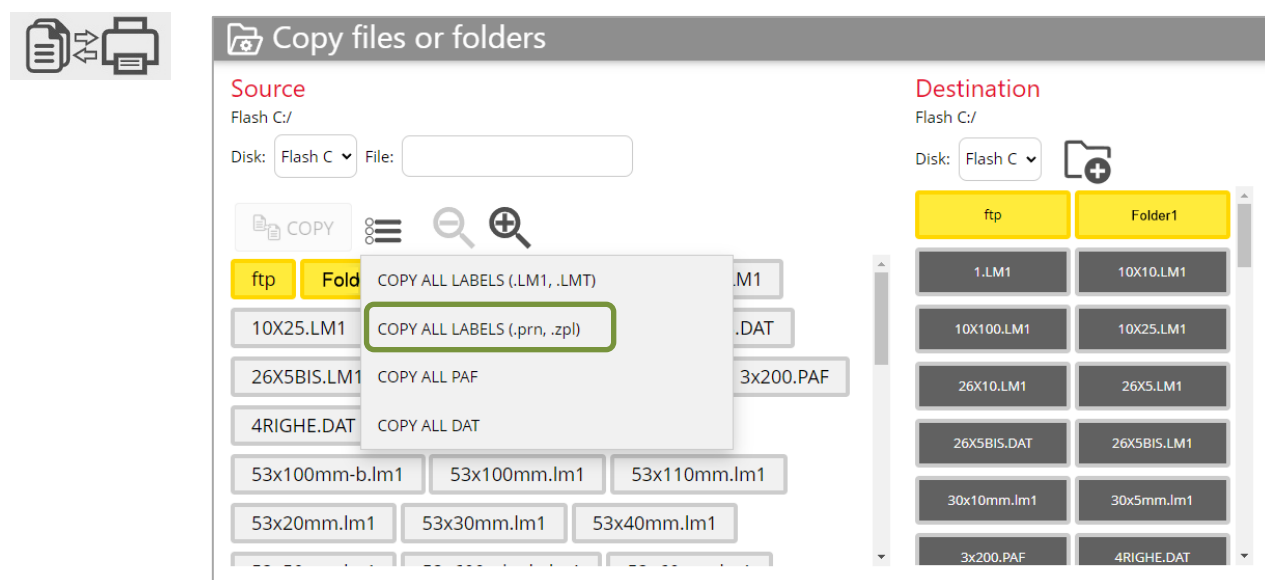 Copy files or folders
Source
Flash C:/
Disk: Flash C File:
COPY
ftp Fold
COPY ALL LABELS (.LM1, .LMT)
.M1
10X25.LM1
COPY ALL LABELS (.prn, .zpl)
.DAT
26X5BIS.LM1
COPY ALL PAF
3x200.PAF
4RIGHE.DAT
COPY ALL DAT
53x100mm-b.lm1 53x100mm.lm1 53x110mm.lm1
53x20mm.lm1 53x30mm.lm1 53x40mm.lm1
Destination
Flash C:/
Disk: Flash C
ftp Folder1
1.LM1 10X10.LM1
10X100.LM1 10X25.LM1
26X10.LM1 26X5.LM1
26X5BIS.DAT 26X5BIS.LM1
30x10mm.lm1 30x5mm.lm1
3x200.PAF 4RIGHE.DAT